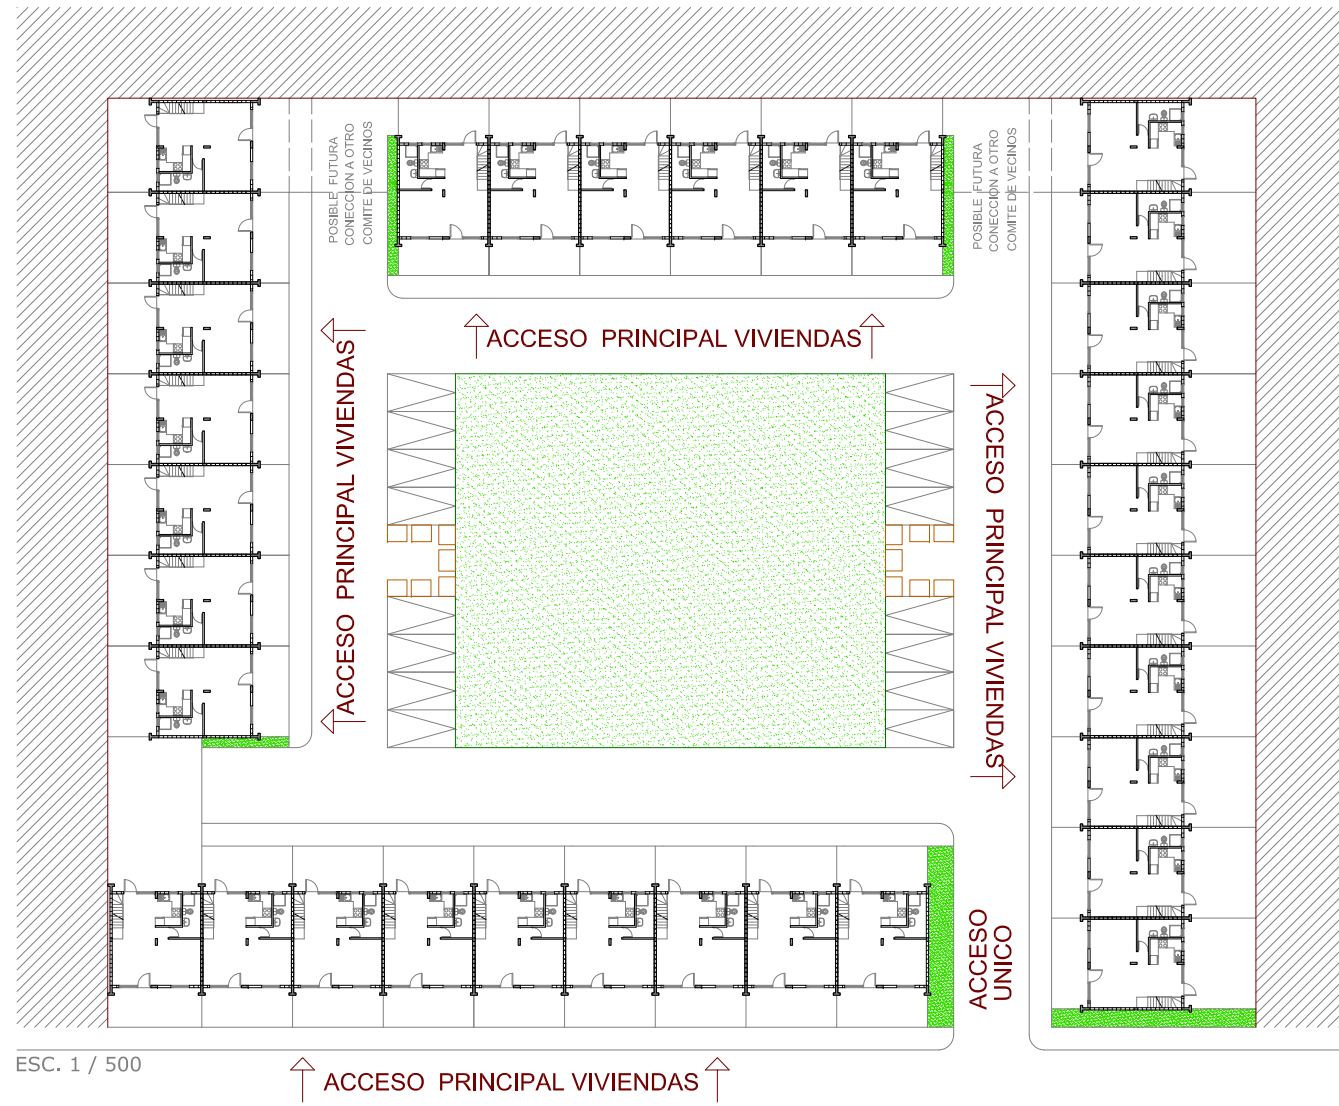 POSIBLE FUTURA
CONECCION A OTRO
COMITE DE VECINOS
POSIBLE FUTURA
CONECCION A OTRO
COMITE DE VECINOS
ACCESO PRINCIPAL VIVIENDAS
ACCESO PRINCIPAL VIVIENDAS
ACCESO PRINCIPAL VIVIENDAS
ACCESO
UNICO
ESC. 1 / 500
ACCESO PRINCIPAL VIVIENDAS